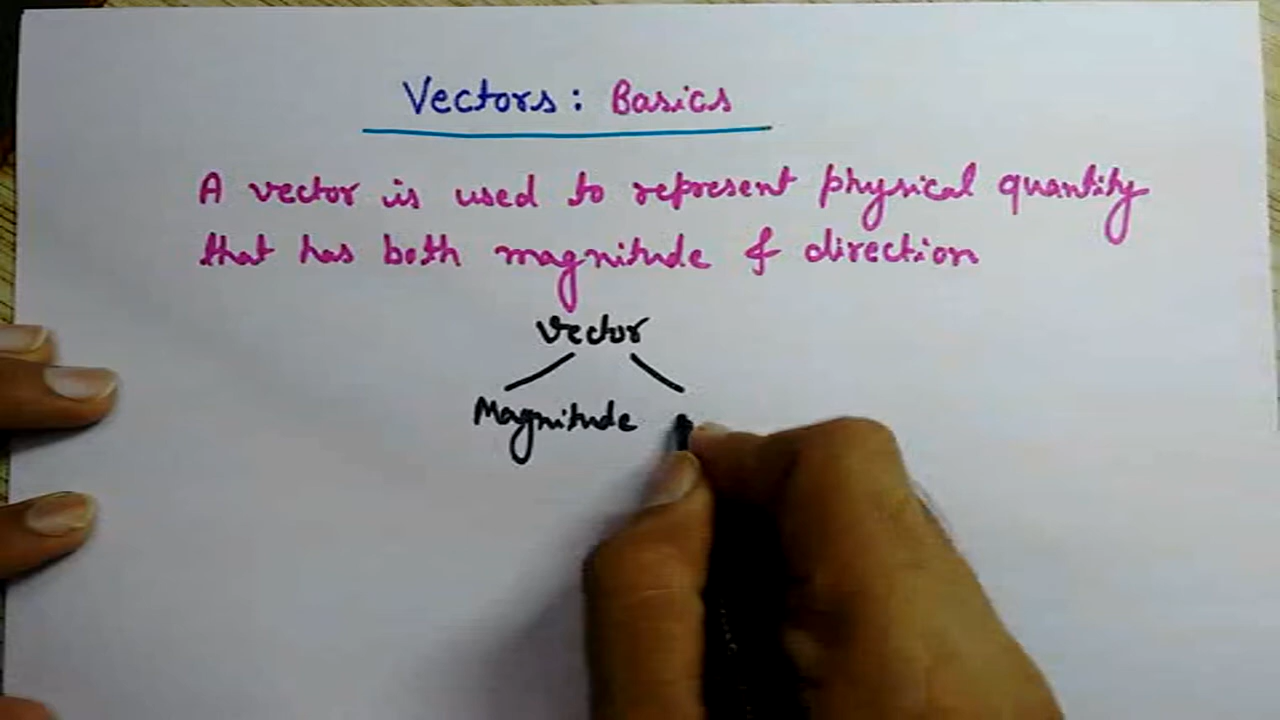 Vectors: Basics
A vector is used to represent physical quantity
that has both magnitude & direction
Vector
Magnitude